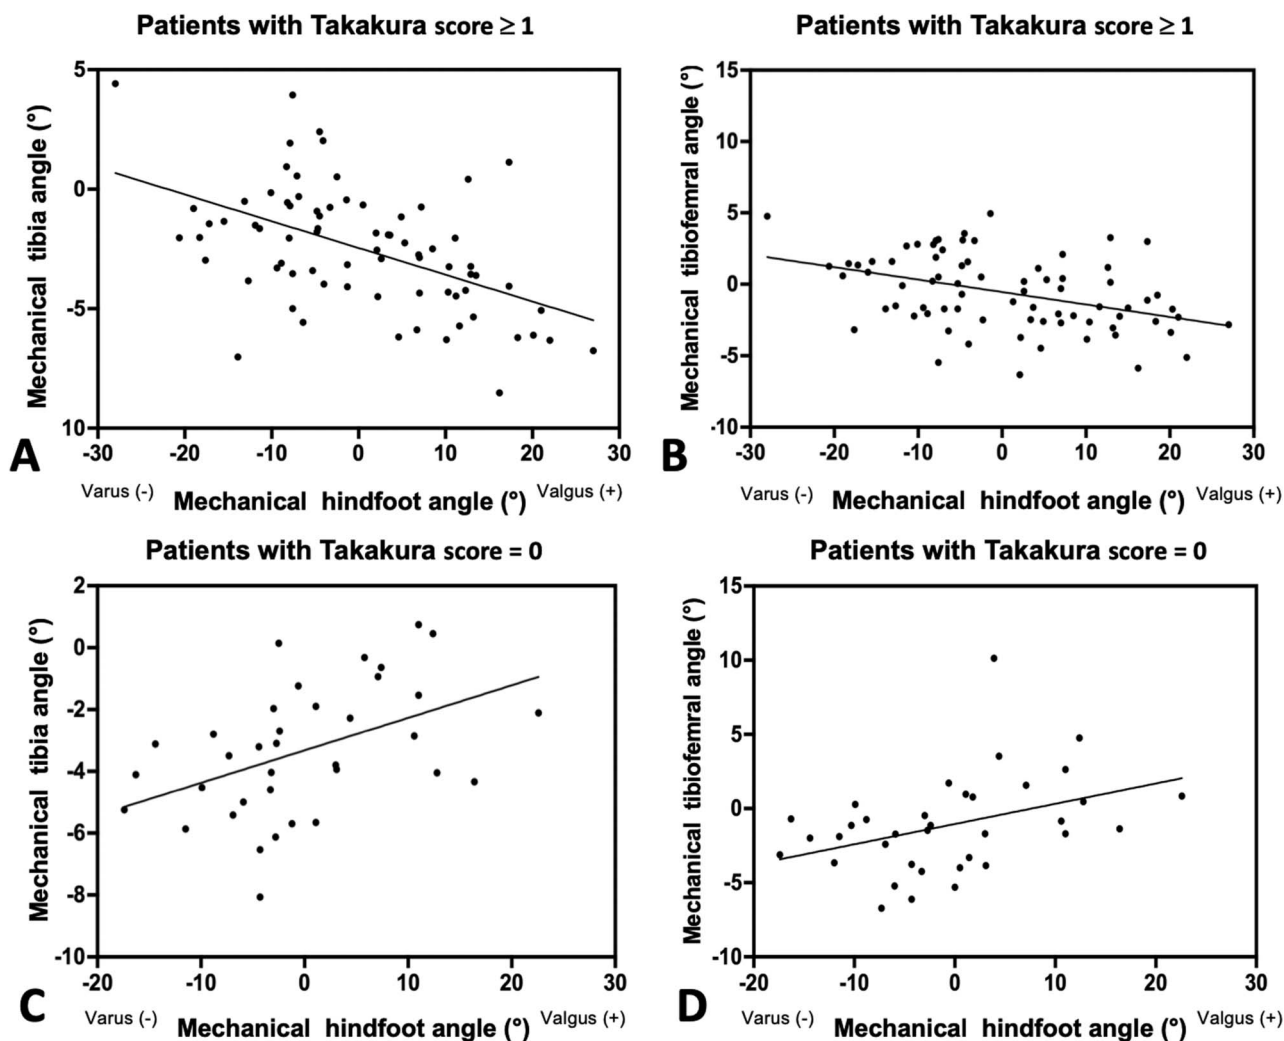 Patients with Takakura score ≥ 1
5
0
-5
10
Mechanical tibia angle (°)
-30
-20
-10
0
10
20
30
A
Varus (-)
Mechanical hindfoot angle (°)
Valgus (+)
Patients with Takakura score ≥ 1
15
10
5
0
-5
-10
Mechanical tibiofemral angle (°)
-30
-20
-10
0
10
20
30
B
Varus (-)
Mechanical hindfoot angle (°)
Valgus (+)
Patients with Takakura score = 0
2
0
-2
-4
-6
-8
-10
Mechanical tibia angle (°)
-20
-10
0
10
20
30
C
Varus (-)
Mechanical hindfoot angle (°)
Valgus (+)
Patients with Takakura score = 0
15
10
5
0
-5
-10
Mechanical tibiofemral angle (°)
-20
-10
0
10
20
30
D
Varus (-)
Mechanical hindfoot angle (°)
Valgus (+)